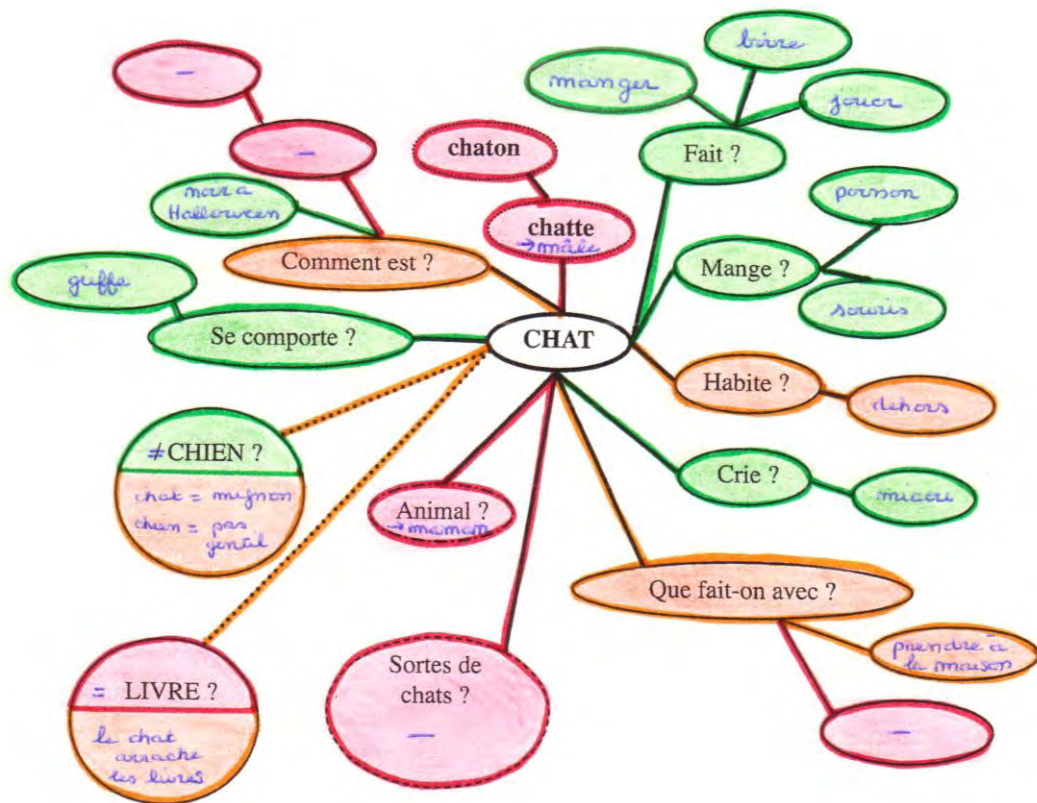 boire
manger
jouer
-
Fait ?
-
chaton
noir à
Halloween
poisson
chatte
→ mâle
Comment est ?
Mange ?
griffe
souris
Se comporte ?
CHAT
Habite ?
dehors
≠ CHIEN ?
chat = mignon
chien = pas
gentil
Crie ?
miaou
Animal ?
→ maman
Que fait-on avec ?
prendre à
la maison
Sortes de
chats ?
-
-
= LIVRE ?
le chat
arrache
les livres